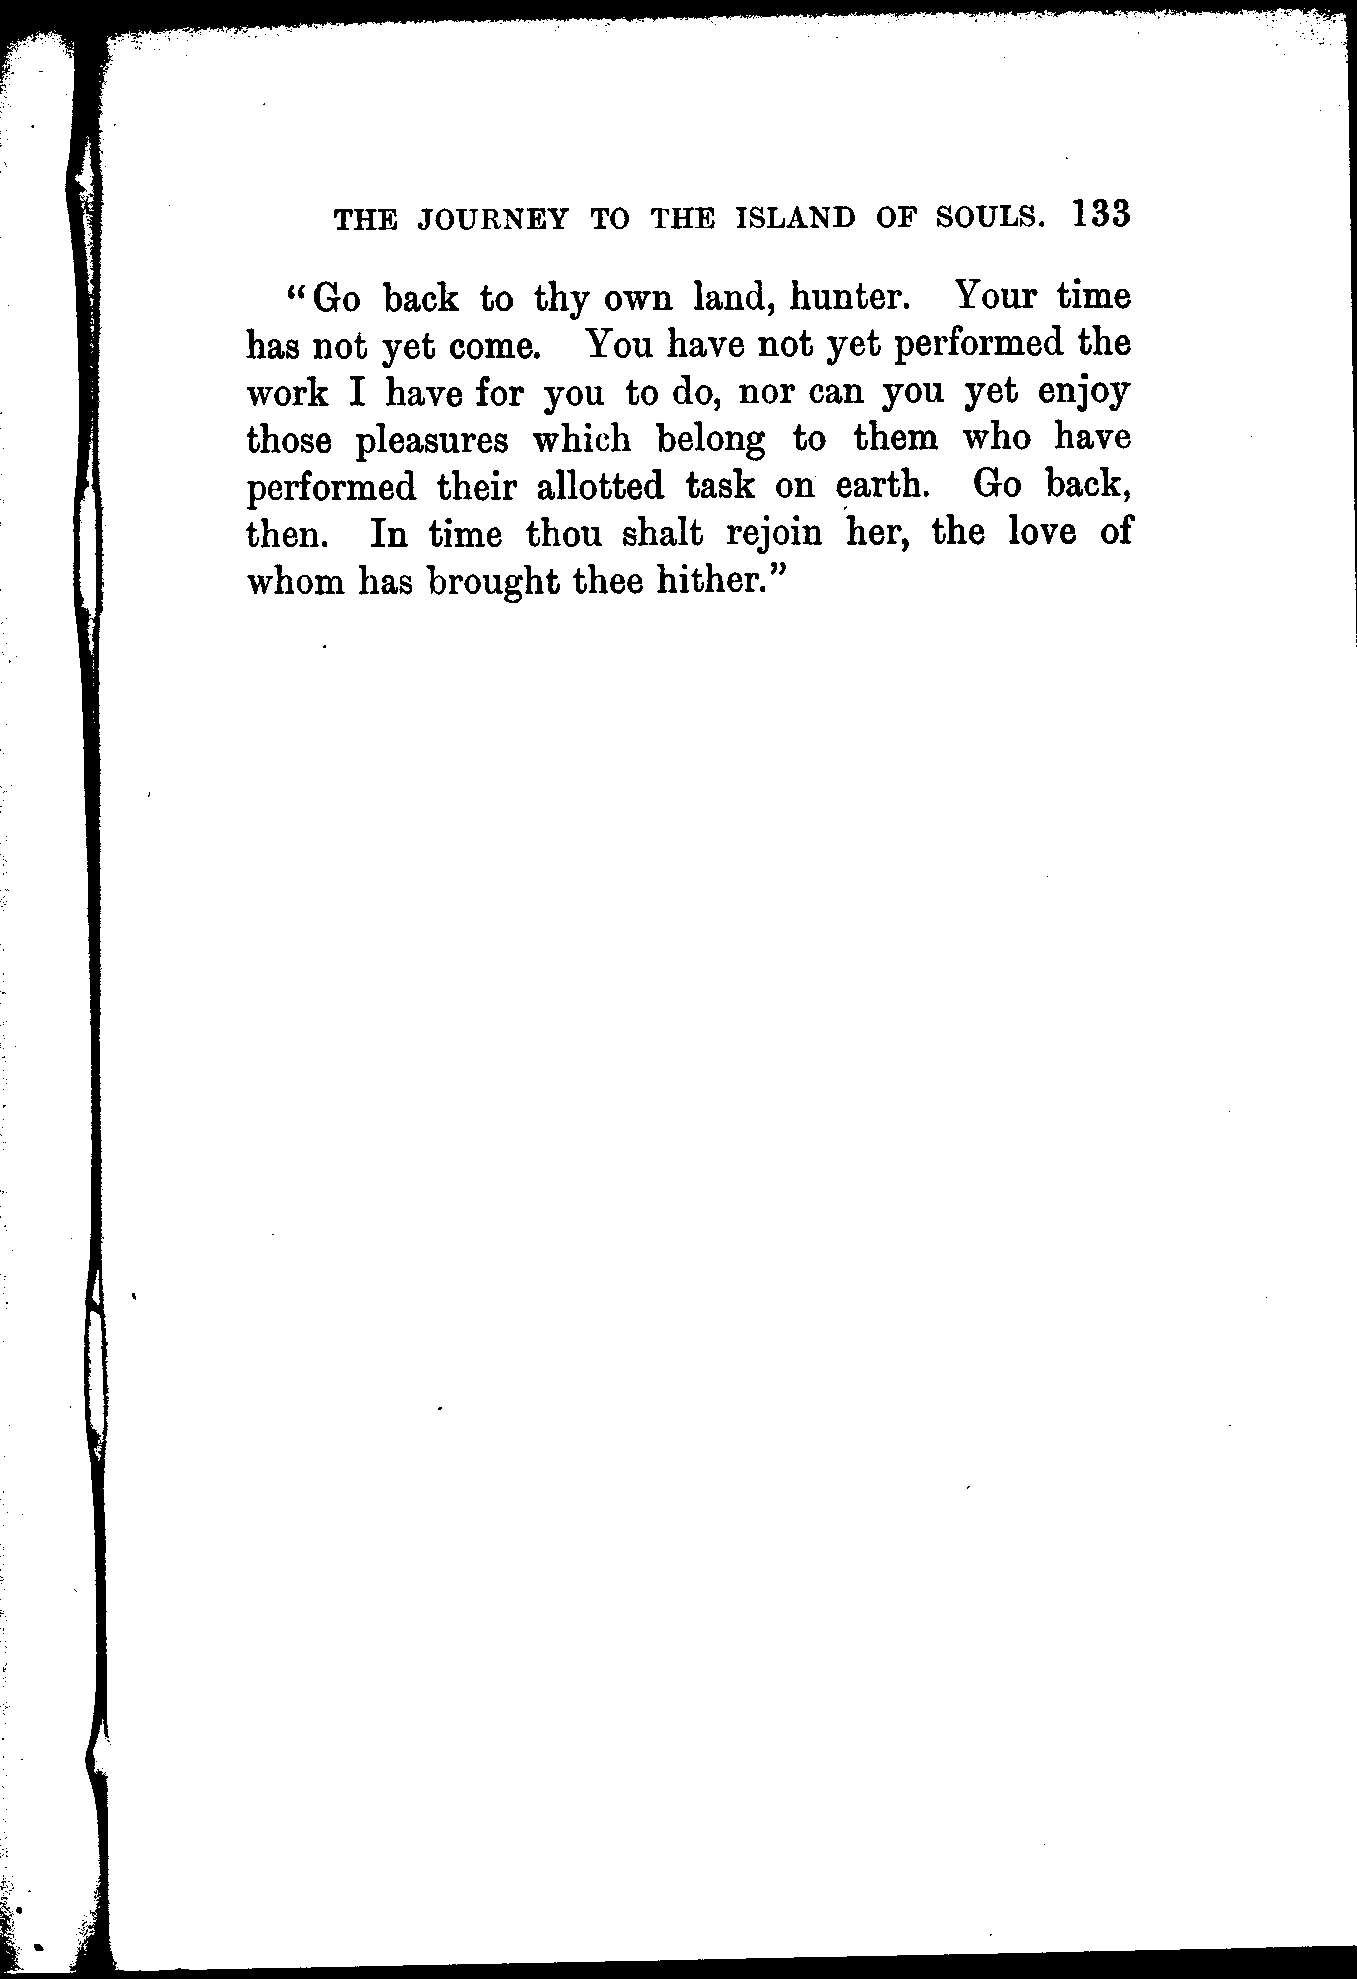 THE JOURNEY TO THE ISLAND OF SOULS. 133
“Go back to thy own land, hunter. Your time
has not yet come. You have not yet performed the
work I have for you to do, nor can you yet enjoy
those pleasures which belong to them who have
performed their allotted task on earth. Go back,
then. In time thou shalt rejoin her, the love of
whom has brought thee hither.”